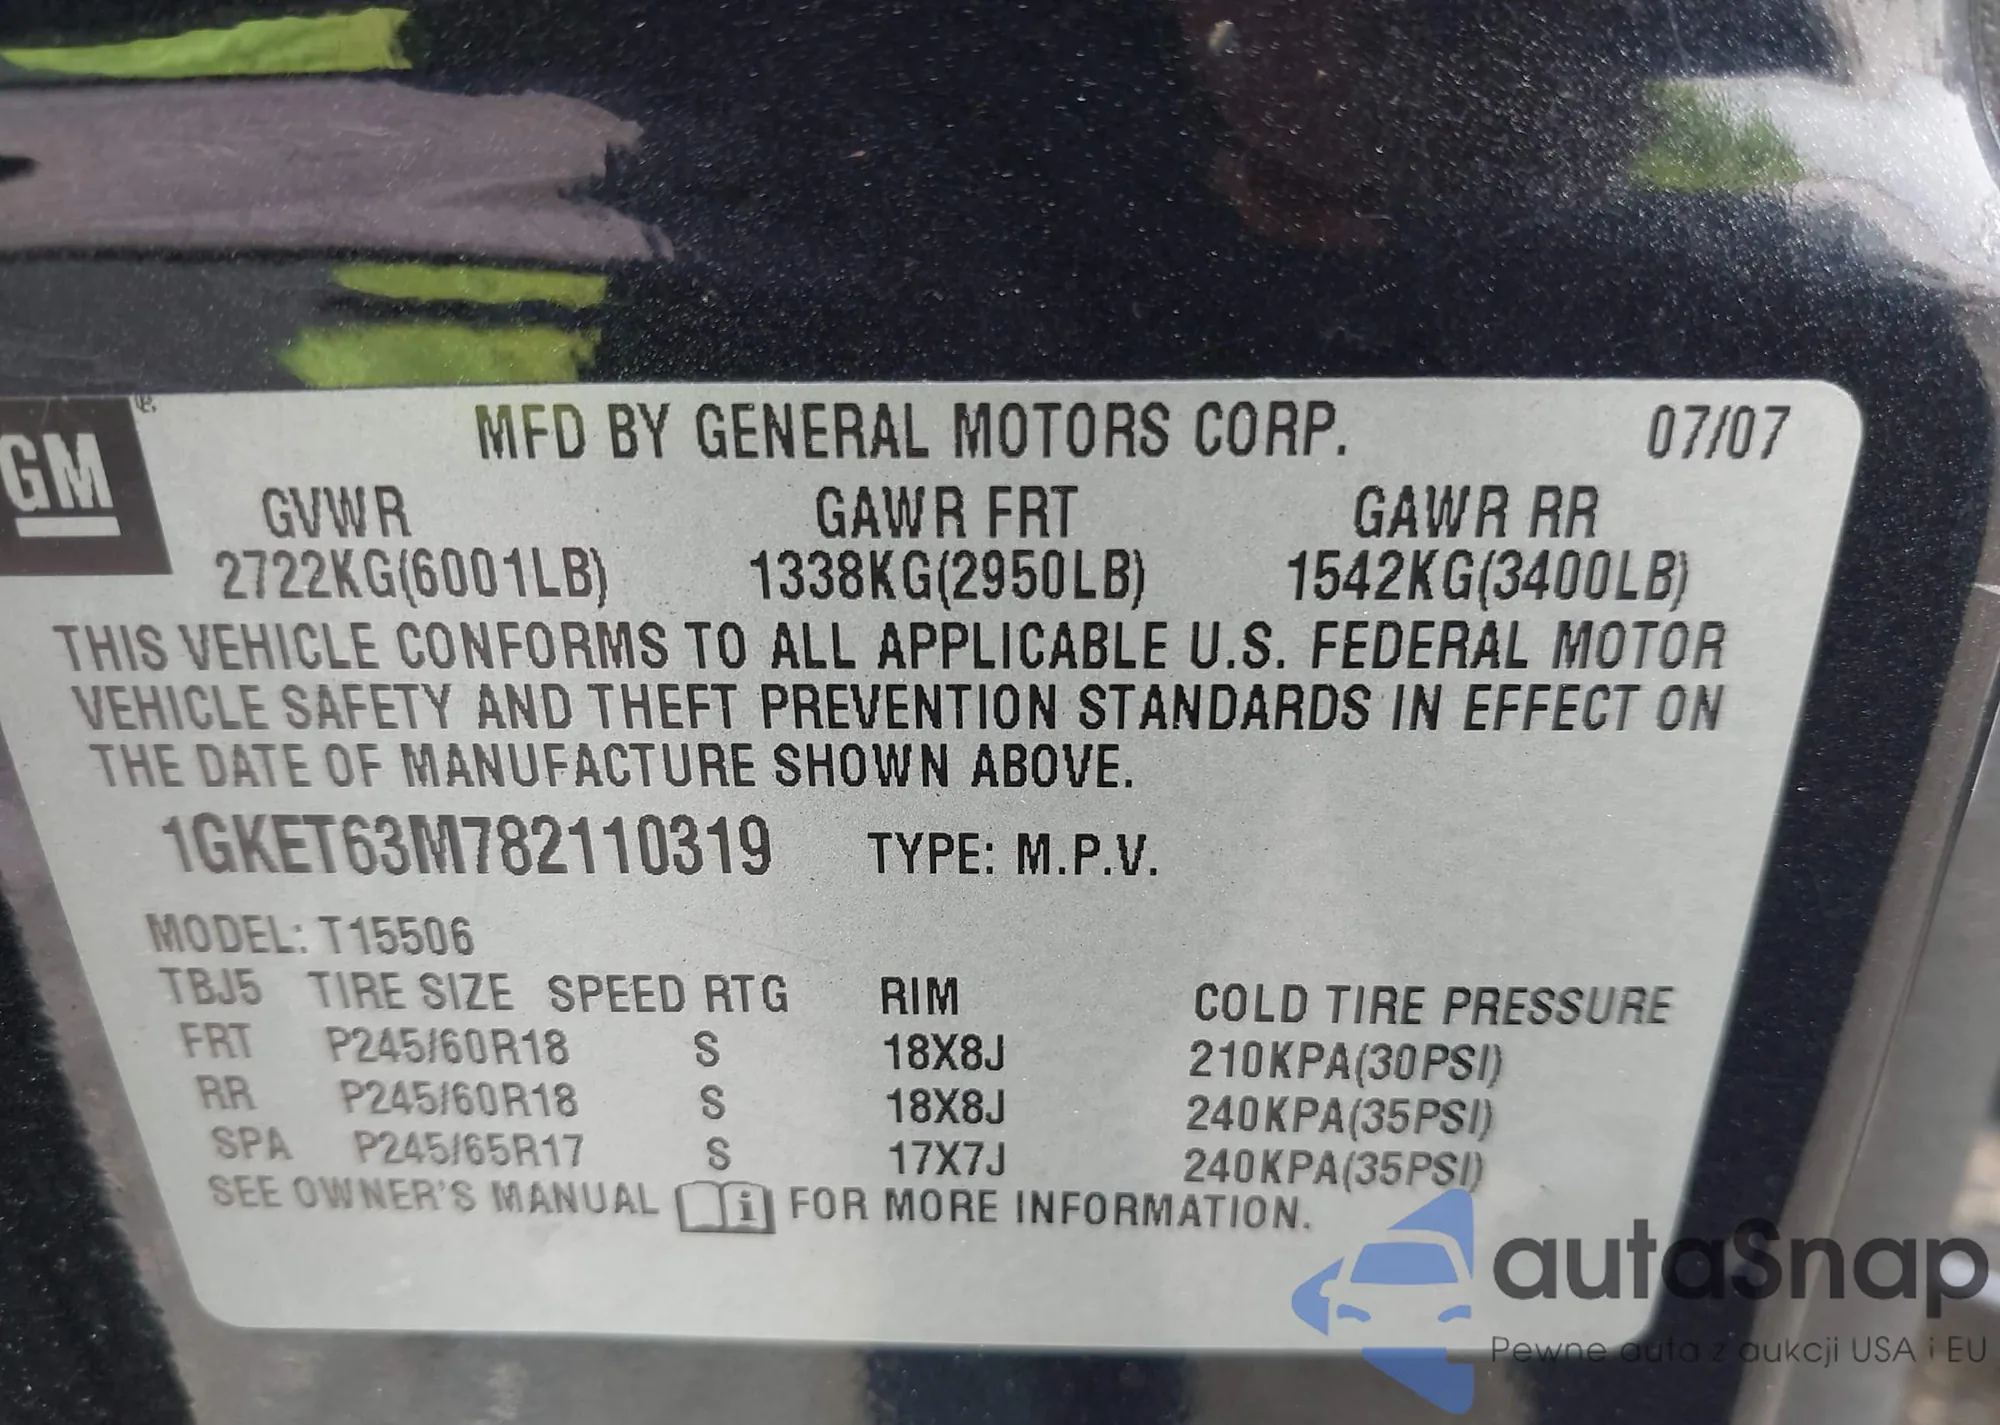 GM
MFD BY GENERAL MOTORS CORP. 07/07
GVWR GAWR FRT GAWR RR
2722KG(6001LB) 1338KG(2950LB) 1542KG(3400LB)
THIS VEHICLE CONFORMS TO ALL APPLICABLE U.S. FEDERAL MOTOR
VEHICLE SAFETY AND THEFT PREVENTION STANDARDS IN EFFECT ON
THE DATE OF MANUFACTURE SHOWN ABOVE.
1GKET63M782110319 TYPE: M.P.V.
MODEL: T15506
TBJ5 TIRE SIZE SPEED RTG RIM COLD TIRE PRESSURE
FRT P245/60R18 S 18X8J 210KPA(30PSI)
RR P245/60R18 S 18X8J 240KPA(35PSI)
SPA P245/65R17 S 17X7J 240KPA(35PSI)
SEE OWNER'S MANUAL i FOR MORE INFORMATION.
autaSnap
Pewne auta z aukcji USA i EU